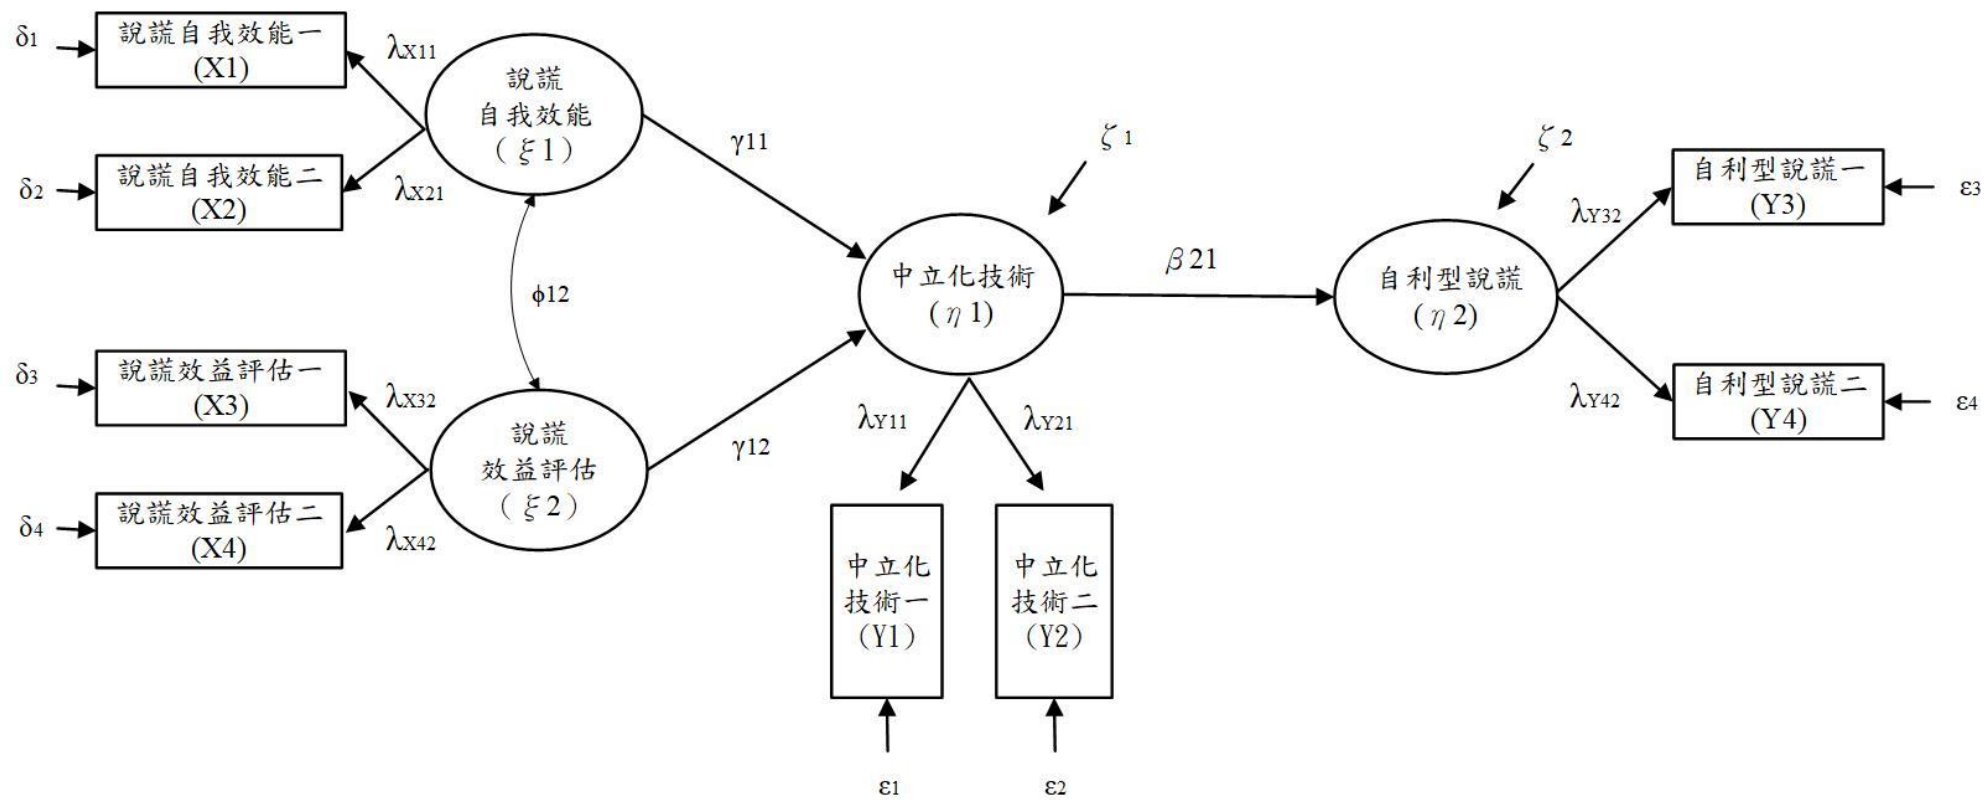 δ1
說謊自我效能一
(X1)
λX11
說謊
自我效能
(ξ1)
δ2
說謊自我效能二
(X2)
λX21
γ11
ζ1
ζ2
自利型說謊一
(Y3)
ε3
λY32
ϕ12
中立化技術
(η1)
β21
自利型說謊
(η2)
δ3
說謊效益評估一
(X3)
λX32
說謊
效益評估
(ξ2)
γ12
λY11
λY21
λY42
自利型說謊二
(Y4)
ε4
δ4
說謊效益評估二
(X4)
λX42
中立化
技術一
(Y1)
中立化
技術二
(Y2)
ε1
ε2